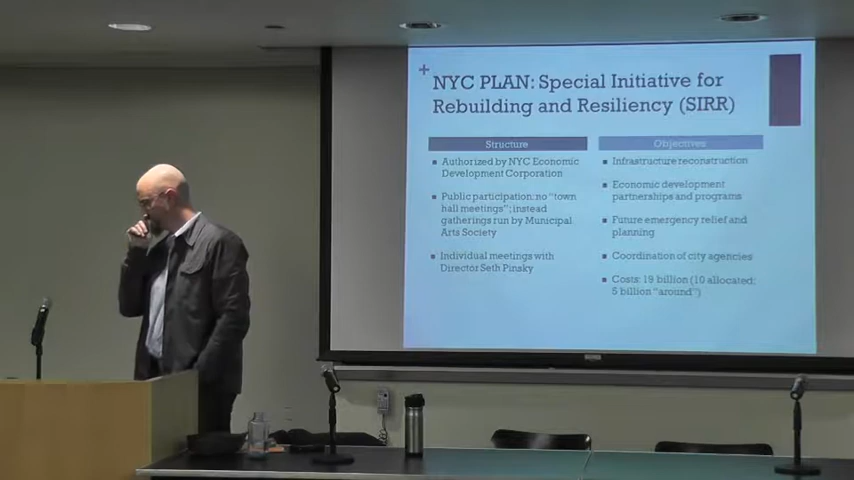 +
NYC PLAN: Special Initiative for
Rebuilding and Resiliency (SIRR)
Structure
▪ Authorized by NYC Economic
Development Corporation
▪ Public participation: no "town
hall meetings"; instead
gatherings run by Municipal
Arts Society
▪ Individual meetings with
Director Seth Pinsky
Objectives
▪ Infrastructure reconstruction
▪ Economic development
partnerships and programs
▪ Future emergency relief and
planning
▪ Coordination of city agencies
▪ Costs: 19 billion (10 allocated;
5 billion "around")